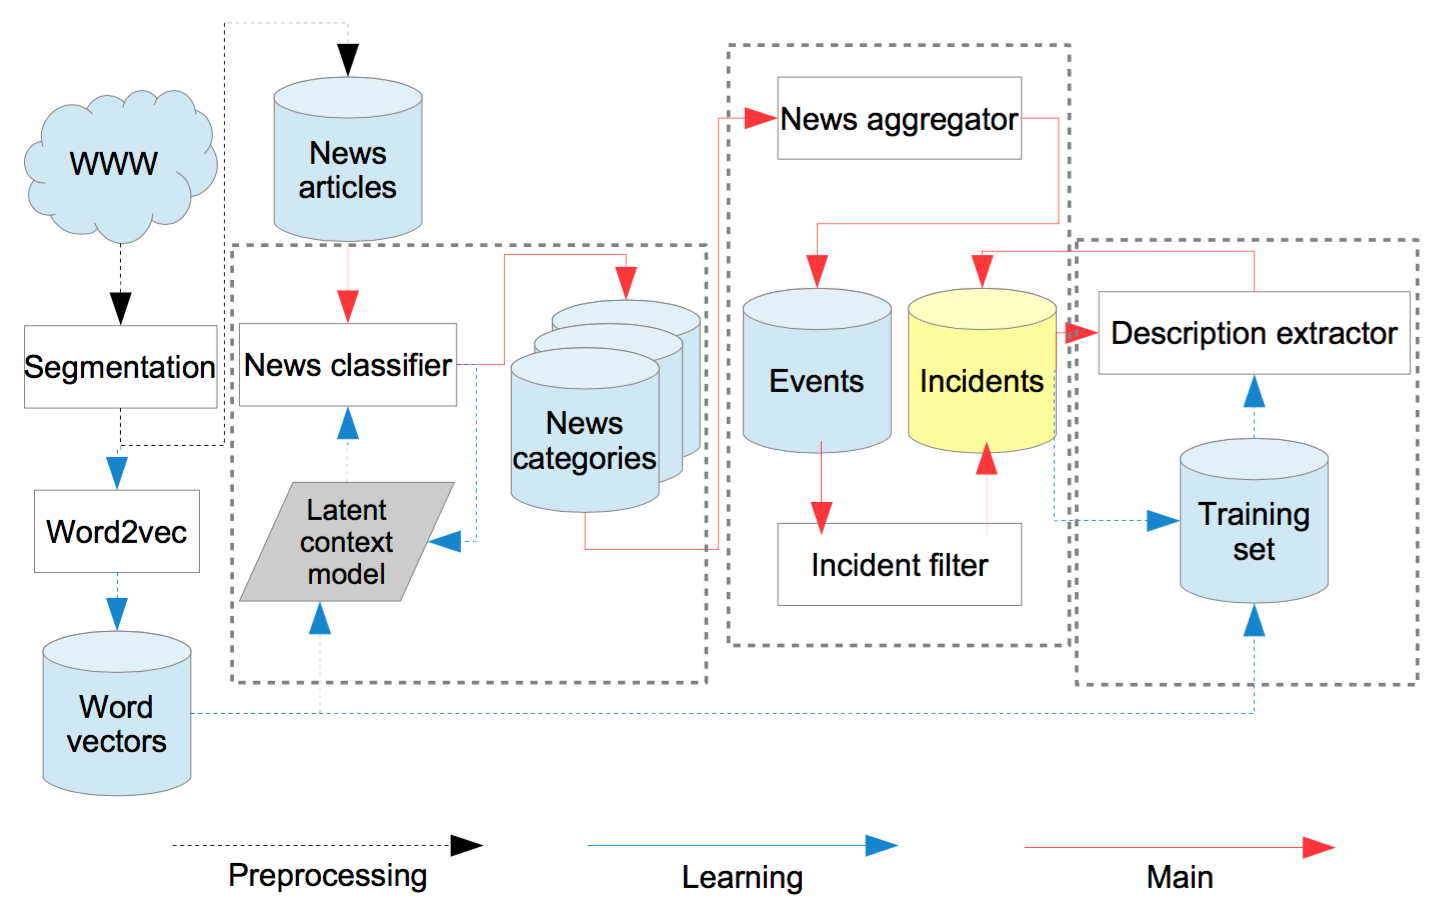 WWW
Segmentation
Word2vec
Word
vectors
News
articles
News classifier
Latent
context
model
News
categories
News aggregator
Events
Incidents
Incident filter
Description extractor
Training
set
Preprocessing
Learning
Main